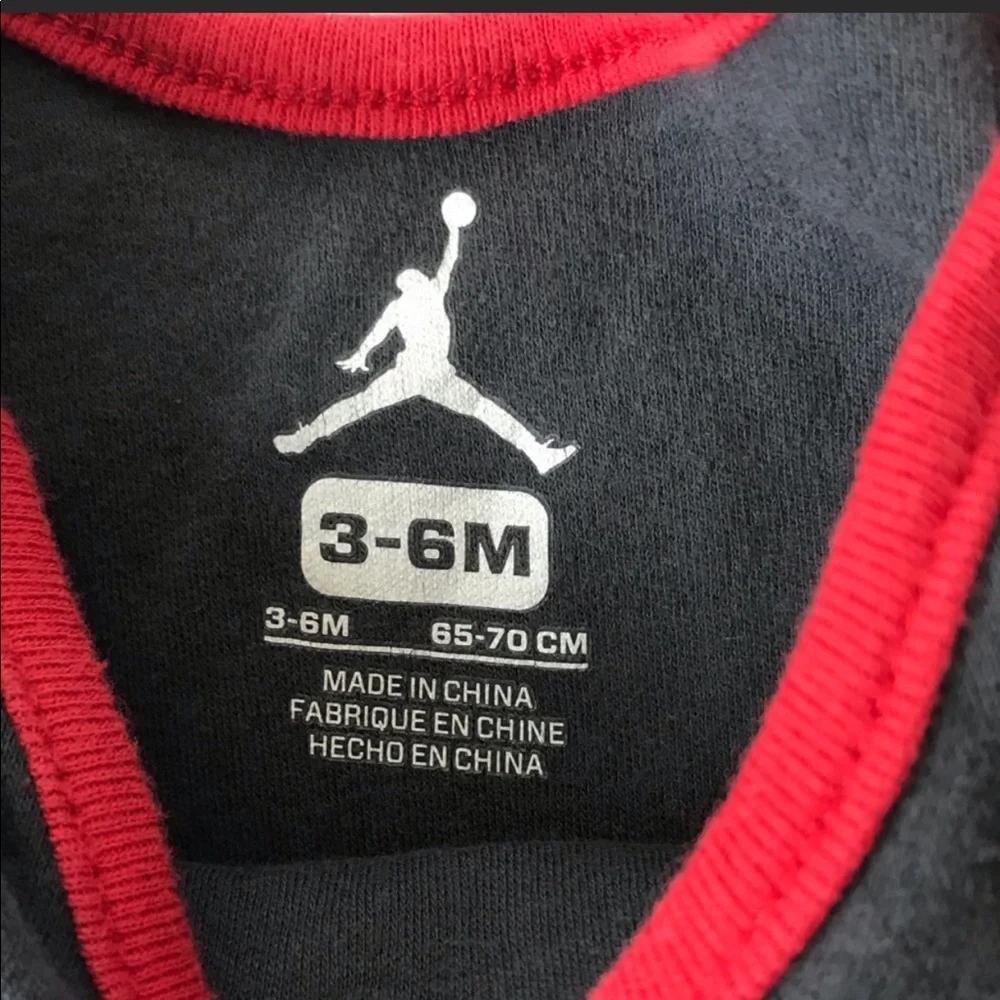 3-6M
3-6M 65-70 CM
MADE IN CHINA
FABRIQUE EN CHINE
HECHO EN CHINA